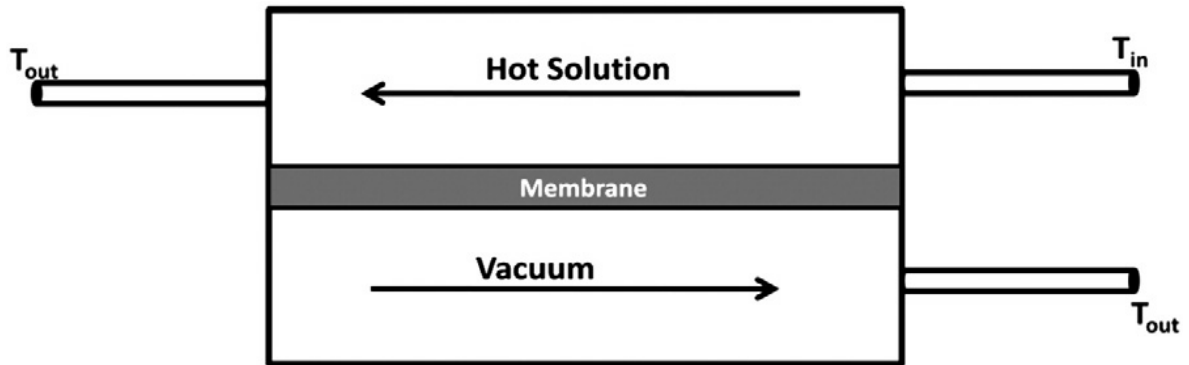 T_out
Hot Solution
T_in
Membrane
Vacuum
T_out